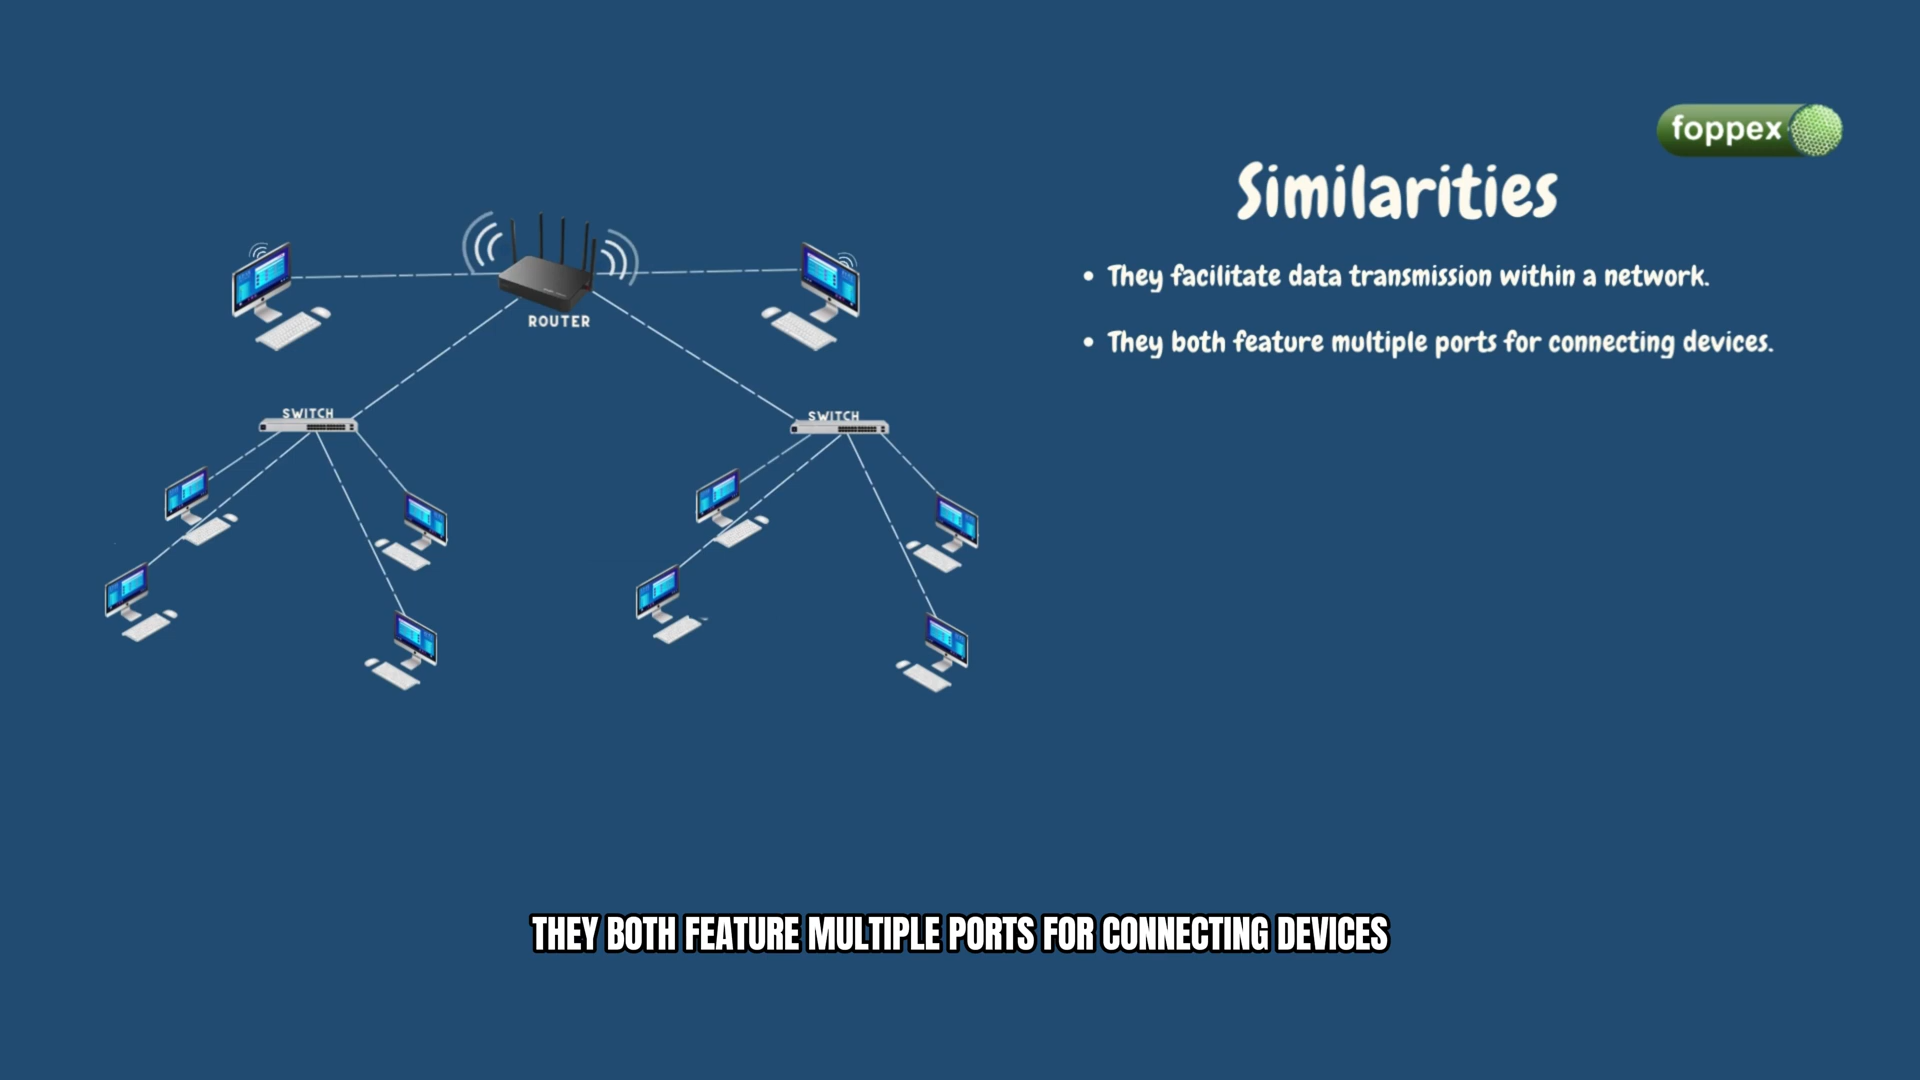 foppex
Similarities
• They facilitate data transmission within a network.
• They both feature multiple ports for connecting devices.
ROUTER
SWITCH
SWITCH
THEY BOTH FEATURE MULTIPLE PORTS FOR CONNECTING DEVICES